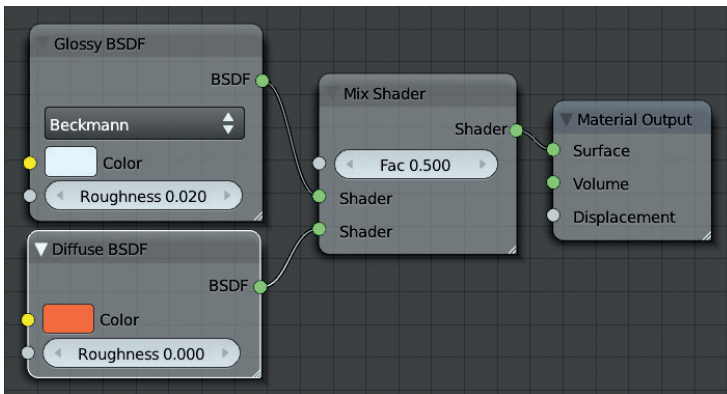 Glossy BSDF
BSDF
Beckmann
Color
Roughness 0.020
Diffuse BSDF
BSDF
Color
Roughness 0.000
Mix Shader
Shader
Fac 0.500
Shader
Shader
Material Output
Surface
Volume
Displacement